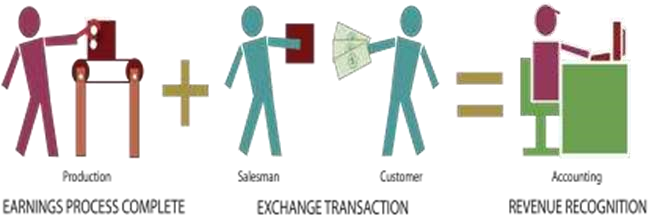 Production
Salesman
Customer
Accounting
EARNINGS PROCESS COMPLETE
EXCHANGE TRANSACTION
REVENUE RECOGNITION